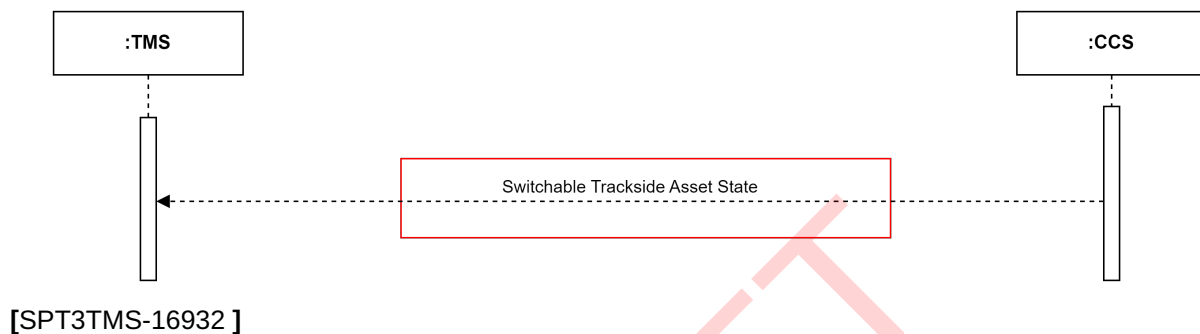 :TMS
:CCS
Switchable Trackside Asset State
[SPT3TMS-16932 ]